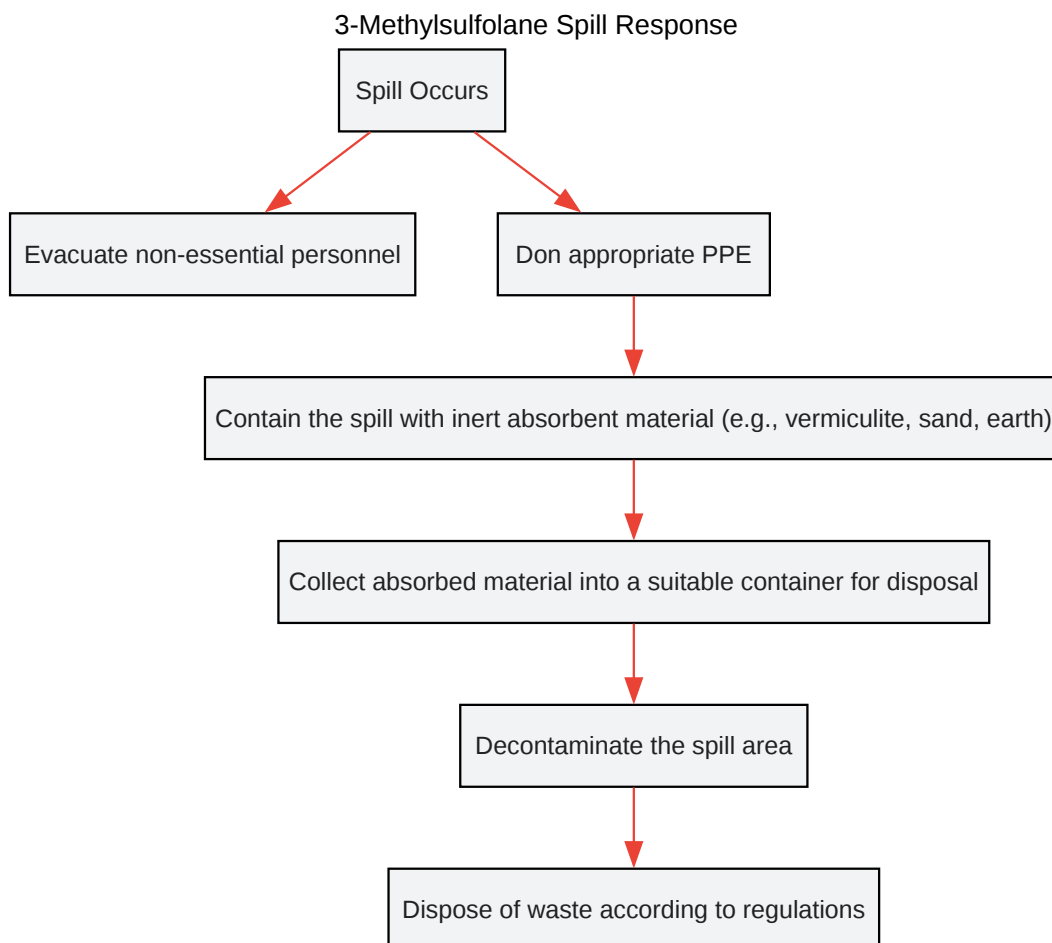 3-Methylsulfolane Spill Response
Spill Occurs
Evacuate non-essential personnel
Don appropriate PPE
Contain the spill with inert absorbent material (e.g., vermiculite, sand, earth)
Collect absorbed material into a suitable container for disposal
Decontaminate the spill area
Dispose of waste according to regulations